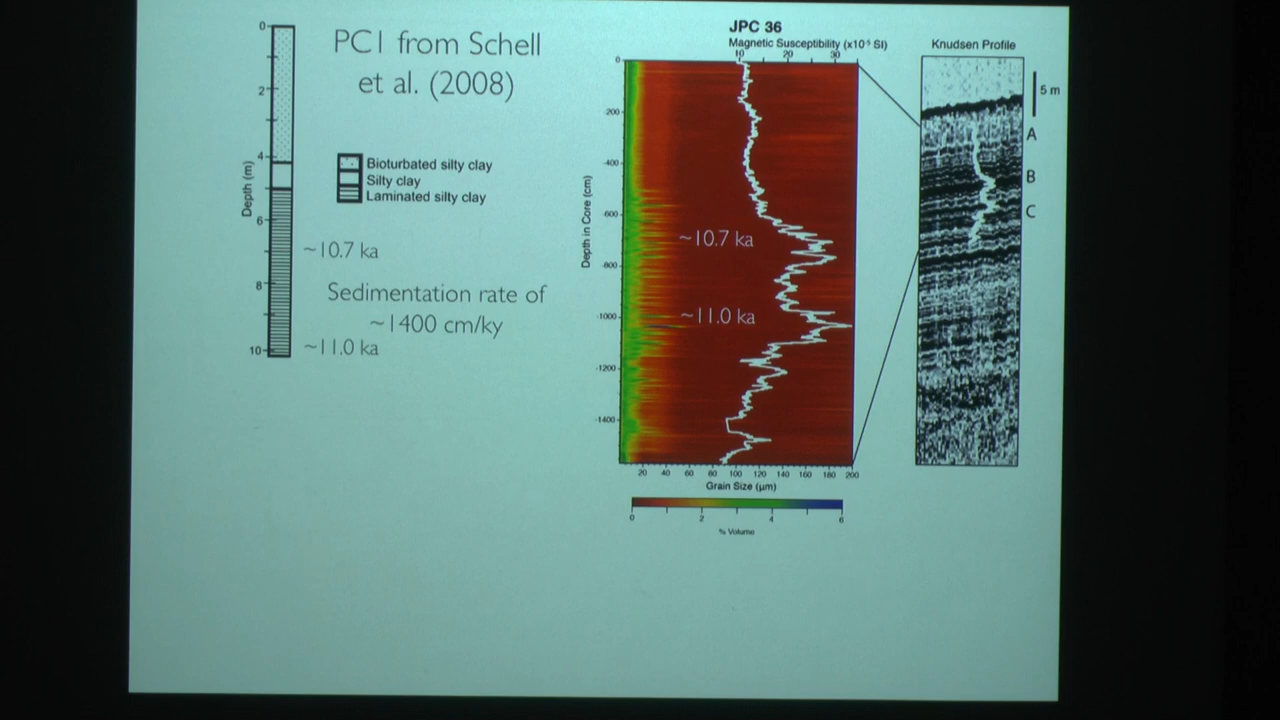 PC1 from Schell
et al. (2008)
0
2
4
6
8
10
Depth (m)
Bioturbated silty clay
Silty clay
Laminated silty clay
~10.7 ka
Sedimentation rate of
~1400 cm/ky
~11.0 ka
JPC 36
Magnetic Susceptibility (x10⁻⁵ SI)
10 20 30
0
-200
-400
-600
-800
-1000
-1200
-1400
Depth in Core (cm)
~10.7 ka
~11.0 ka
20 40 60 80 100 120 140 160 180 200
Grain Size (µm)
0 2 4 6
% Volume
Knudsen Profile
5 m
A
B
C